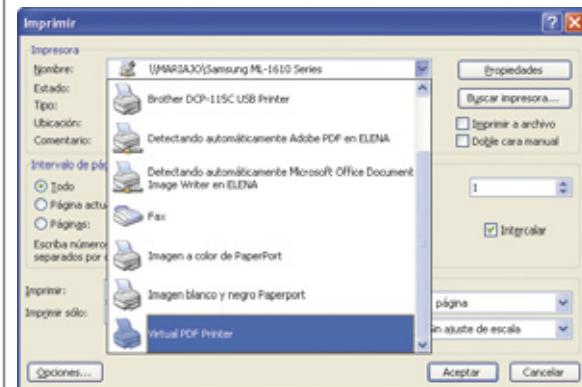 Imprimir
Impresora
Nombre: \\MARIAJO\Samsung ML-1610 Series
Propiedades
Estado:
Brother DCP-115C USB Printer
Buscar impresora...
Tipo:
Ubicación:
Imprimir a archivo
Comentario:
Detectando automáticamente Adobe PDF en ELENA
Doble cara manual
Intervalo de pág
Detectando automáticamente Microsoft Office Document
Image Writer en ELENA
Todo
1
Página actu
Fax
Páginas:
Intercalar
Escriba número
separados por
Imagen a color de PaperPort
Imprimir:
Imagen blanco y negro Paperport
página
Imprimir sólo:
Virtual PDF Printer
in ajuste de escala
Opciones...
Aceptar
Cancelar